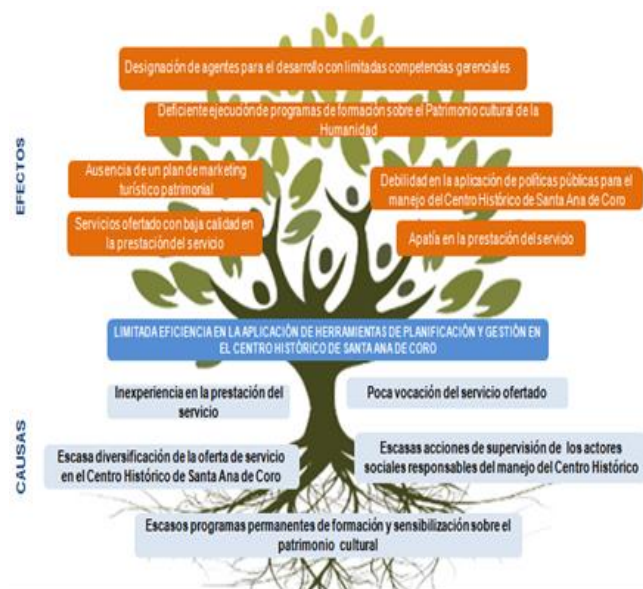 Designación de agentes para el desarrollo con limitadas competencias gerenciales
Deficiente ejecución de programas de formación sobre el Patrimonio cultural de la
Humanidad
Ausencia de un plan de marketing
turístico patrimonial
Debilidad en la aplicación de políticas públicas para el
manejo del Centro Histórico de Santa Ana de Coro
Servicios ofertado con baja calidad en
la prestación del servicio
Apatía en la prestación del servicio
EFECTOS
LIMITADA EFICIENCIA EN LA APLICACIÓN DE HERRAMIENTAS DE PLANIFICACIÓN Y GESTIÓN EN
EL CENTRO HISTÒRICO DE SANTA ANA DE CORO
Inexperiencia en la prestación del
servicio
Poca vocación del servicio ofertado
Escasa diversificación de la oferta de servicio
en el Centro Histórico de Santa Ana de Coro
Escasas acciones de supervisión de los actores
sociales responsables del manejo del Centro Histórico
Escasos programas permanentes de formación y sensibilización sobre el
patrimonio cultural
CAUSAS